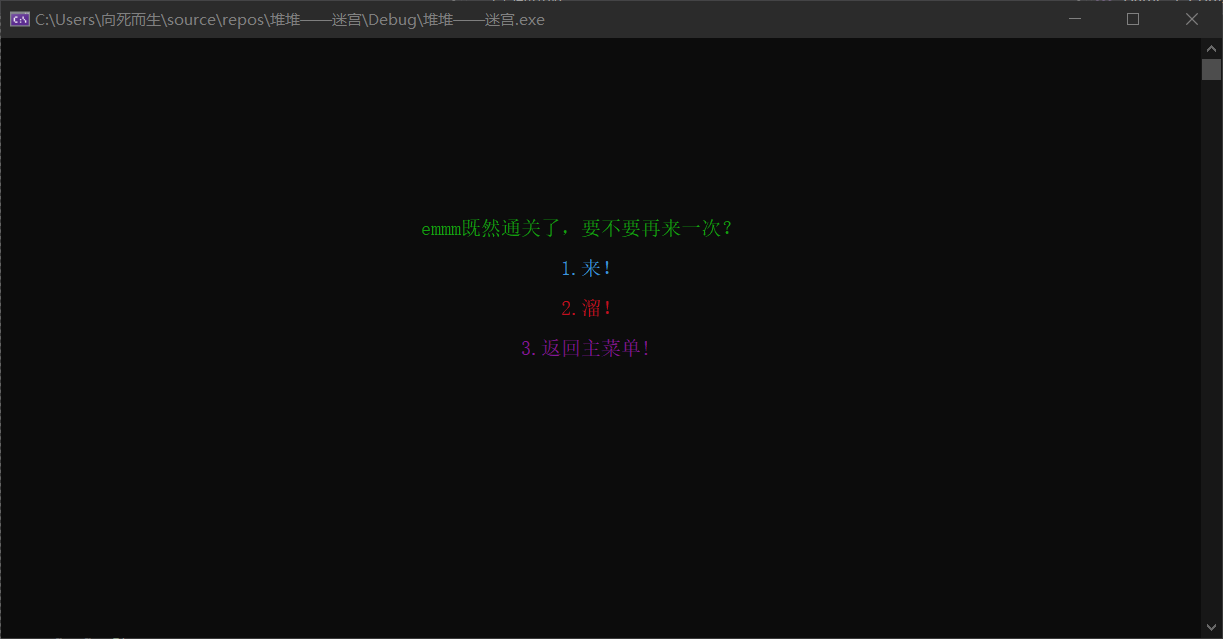 C:\Users\向死而生\source\repos\堆堆——迷宫\Debug\堆堆——迷宫.exe
emmm既然通关了，要不要再来一次？
1.来！
2.溜！
3.返回主菜单！